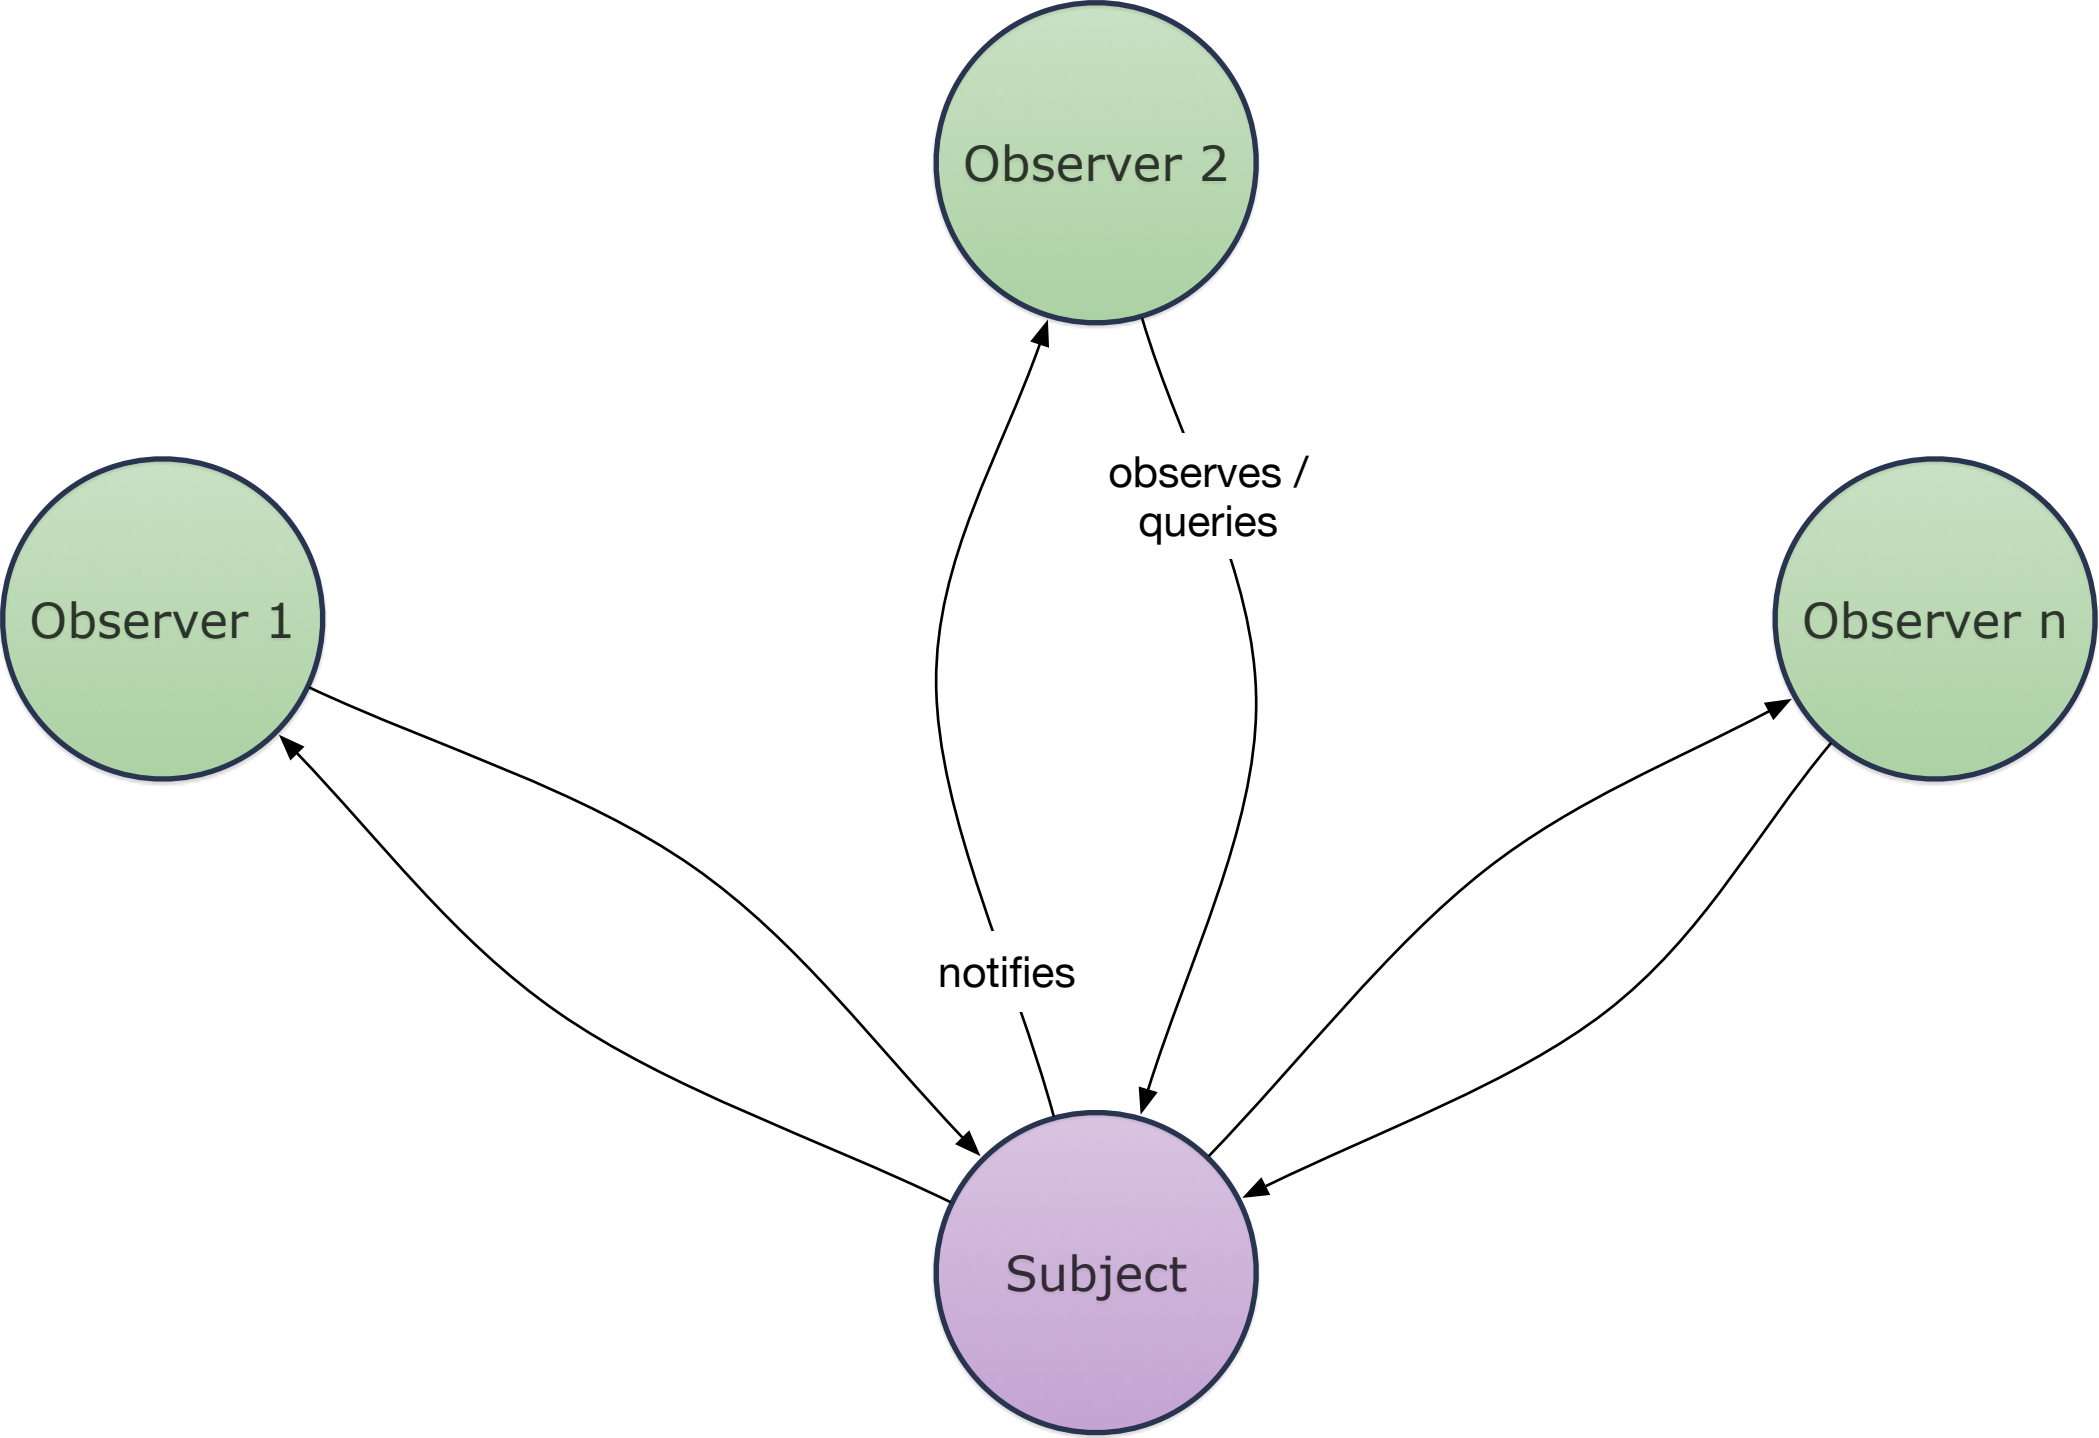 Observer 2
observes /
queries
Observer 1
Observer n
notifies
Subject